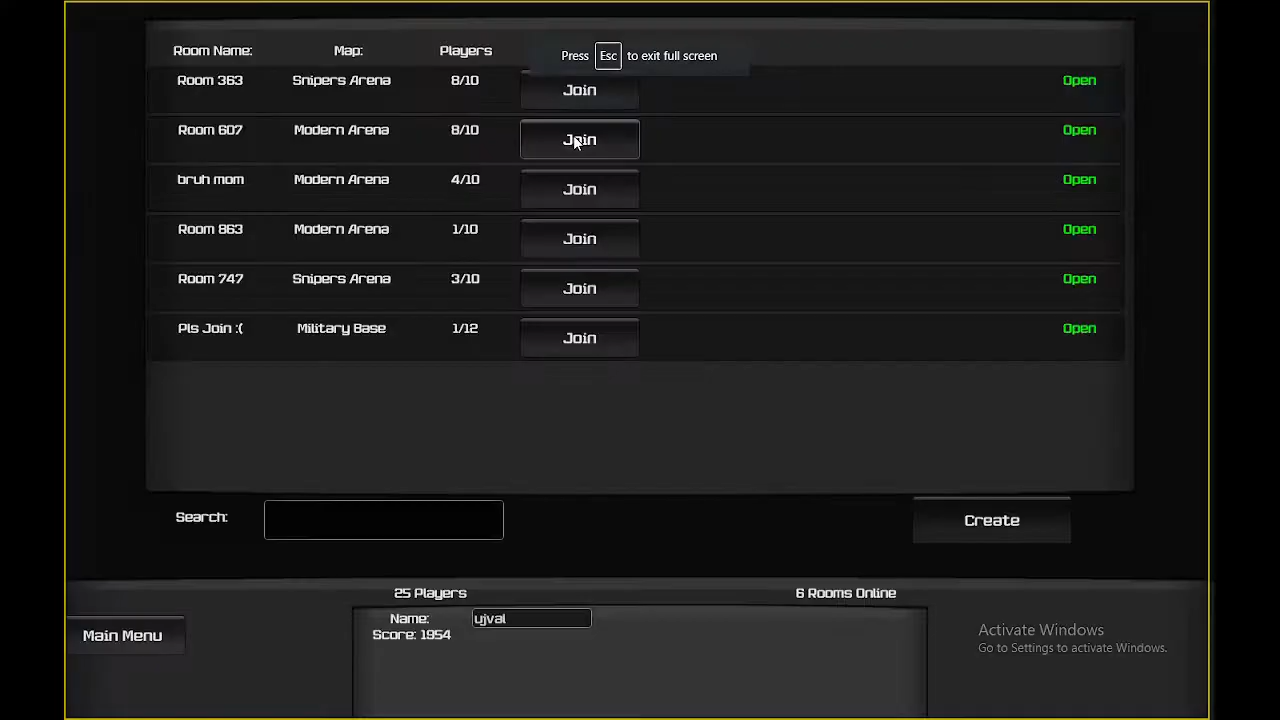 Room Name: Map: Players
Press Esc to exit full screen
Room 363 Snipers Arena 8/10 Join Open
Room 607 Modern Arena 8/10 Join Open
bruh mom Modern Arena 4/10 Join Open
Room 863 Modern Arena 1/10 Join Open
Room 747 Snipers Arena 3/10 Join Open
Pls Join :( Military Base 1/12 Join Open
Search: Create
25 Players 6 Rooms Online
Name: ujval
Score: 1954
Main Menu
Activate Windows
Go to Settings to activate Windows.